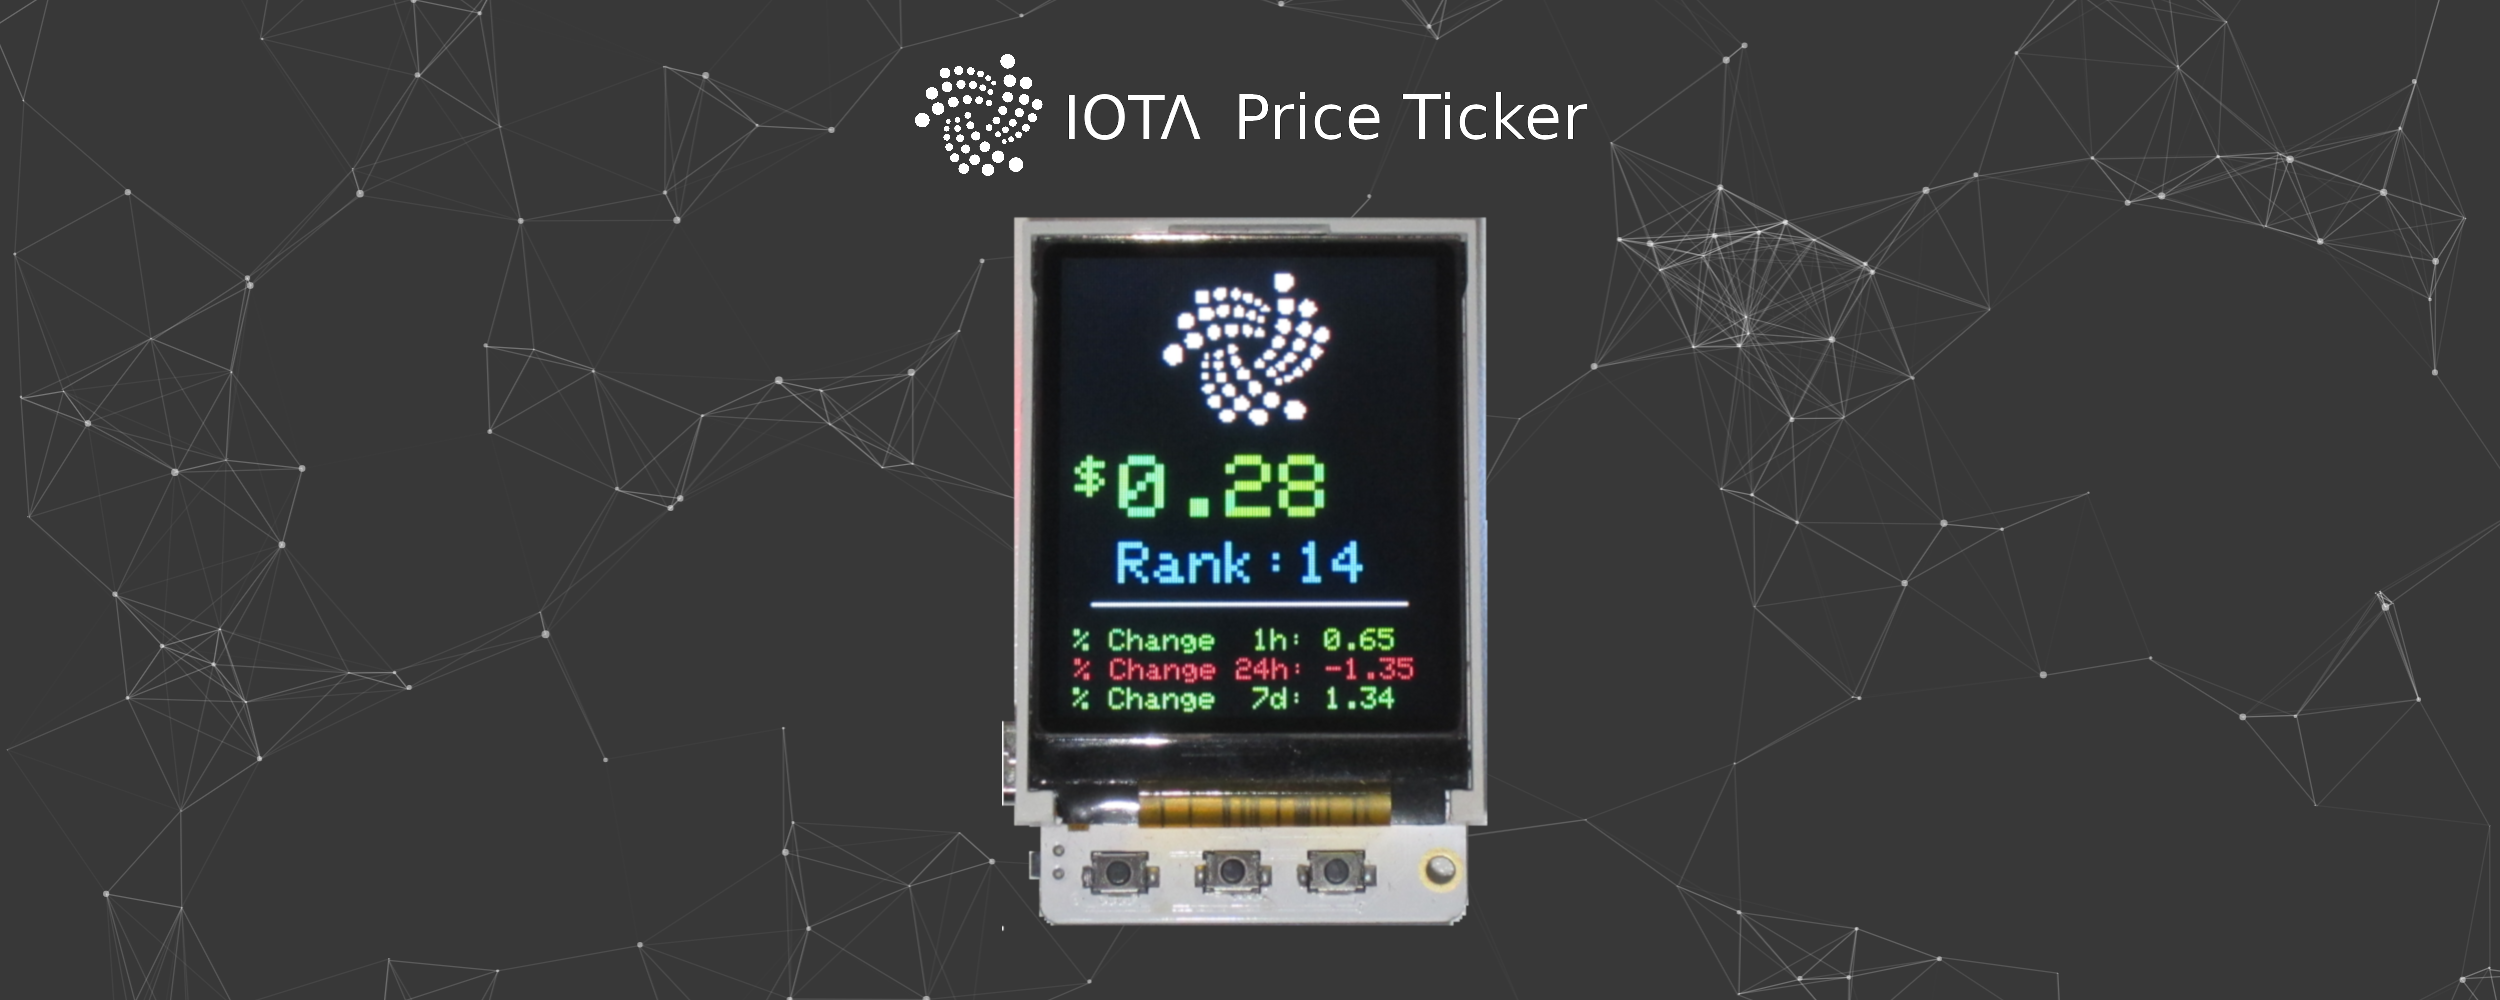 IOTΛ Price Ticker
$0.28
Rank:14
% Change 1h: 0.65
% Change 24h: -1.35
% Change 7d: 1.34